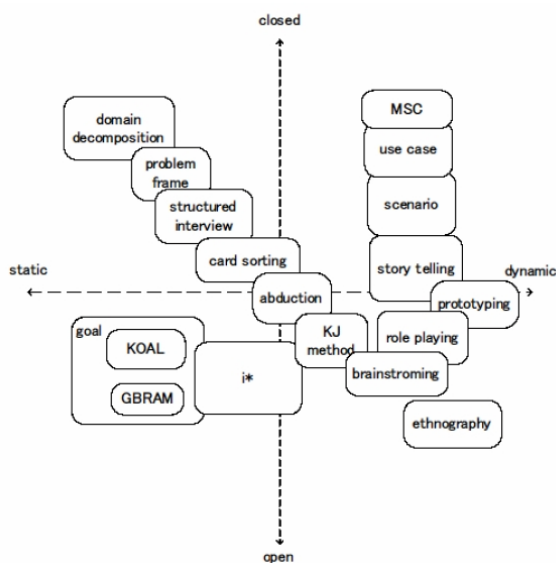 closed
MSC
domain
decomposition
use case
problem
frame
structured
interview
scenario
card sorting
story telling
static
dynamic
abduction
prototyping
goal
KOAL
KJ
method
role playing
i*
brainstroming
GBRAM
ethnography
open